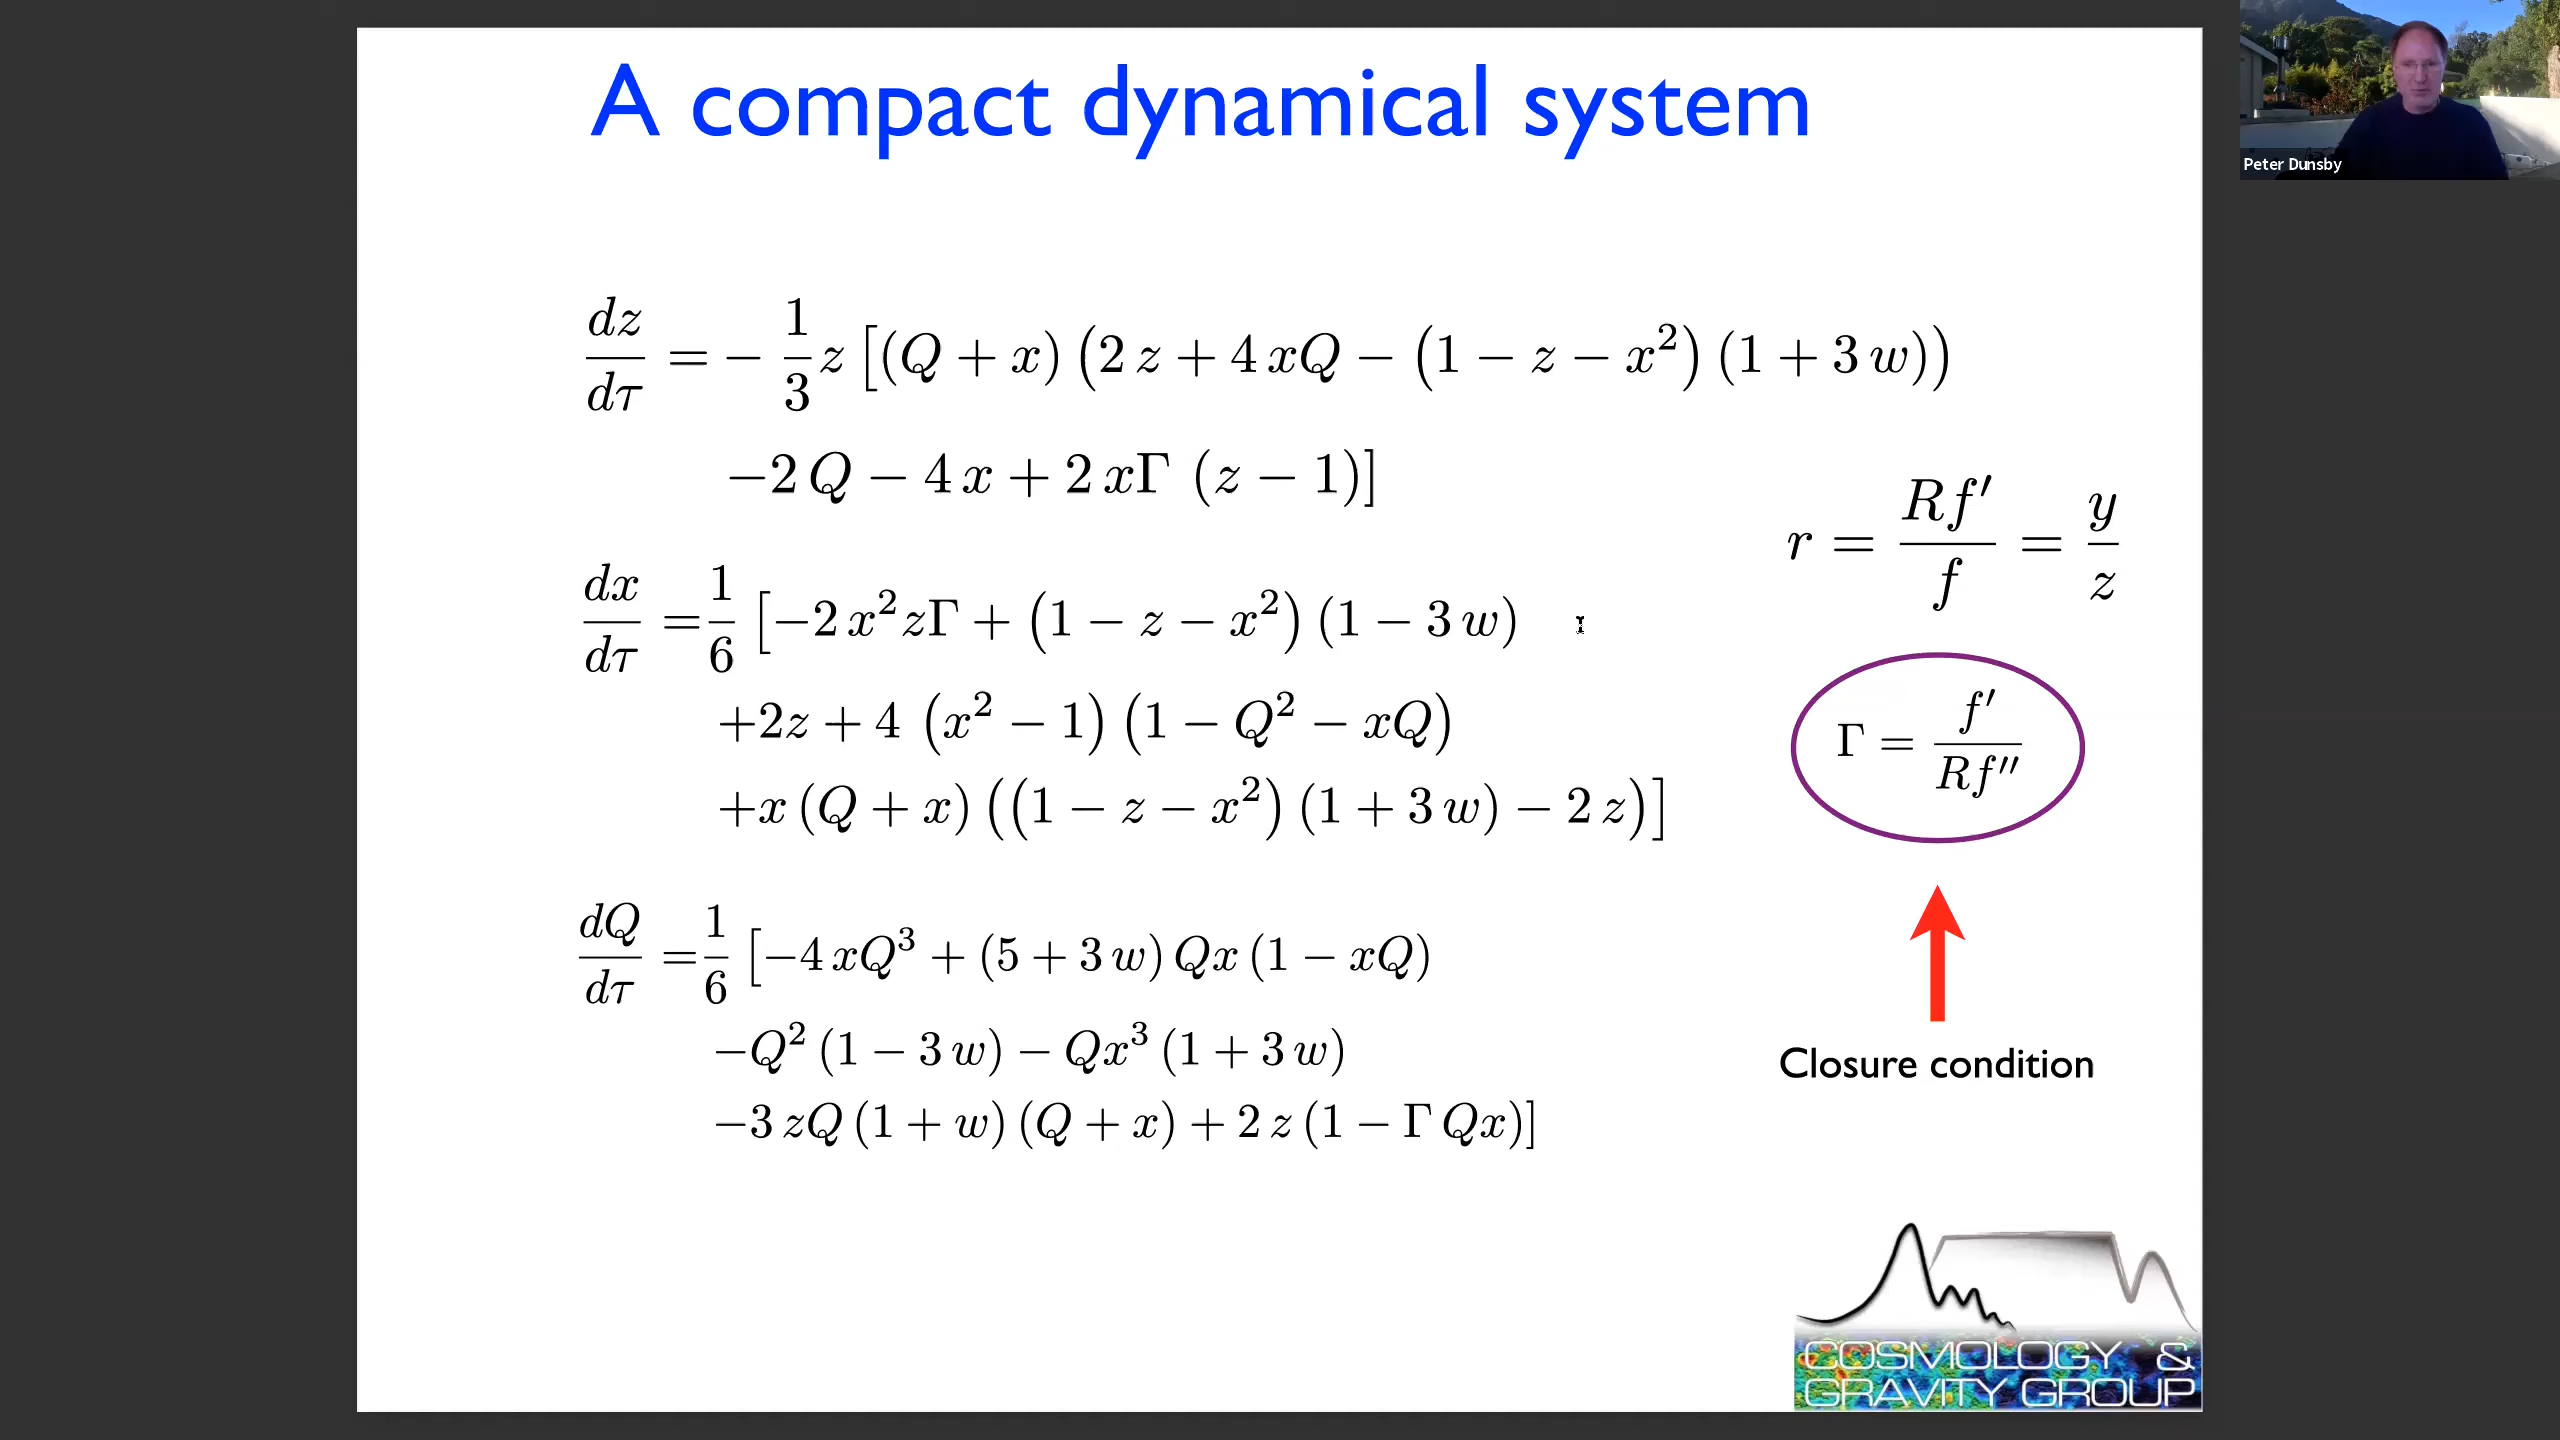 A compact dynamical system
Peter Dunsby
dz/dτ = − 1/3 z [(Q + x) (2 z + 4 xQ − (1 − z − x²) (1 + 3 w))
−2 Q − 4 x + 2 xΓ (z − 1)]
r = Rf′/f = y/z
dx/dτ = 1/6 [−2 x²zΓ + (1 − z − x²) (1 − 3 w)
+2z + 4 (x² − 1) (1 − Q² − xQ)
+x (Q + x) ((1 − z − x²) (1 + 3 w) − 2 z)]
Γ = f′/Rf″
dQ/dτ = 1/6 [−4 xQ³ + (5 + 3 w) Qx (1 − xQ)
−Q² (1 − 3 w) − Qx³ (1 + 3 w)
−3 zQ (1 + w) (Q + x) + 2 z (1 − Γ Qx)]
Closure condition
COSMOLOGY &
GRAVITY GROUP